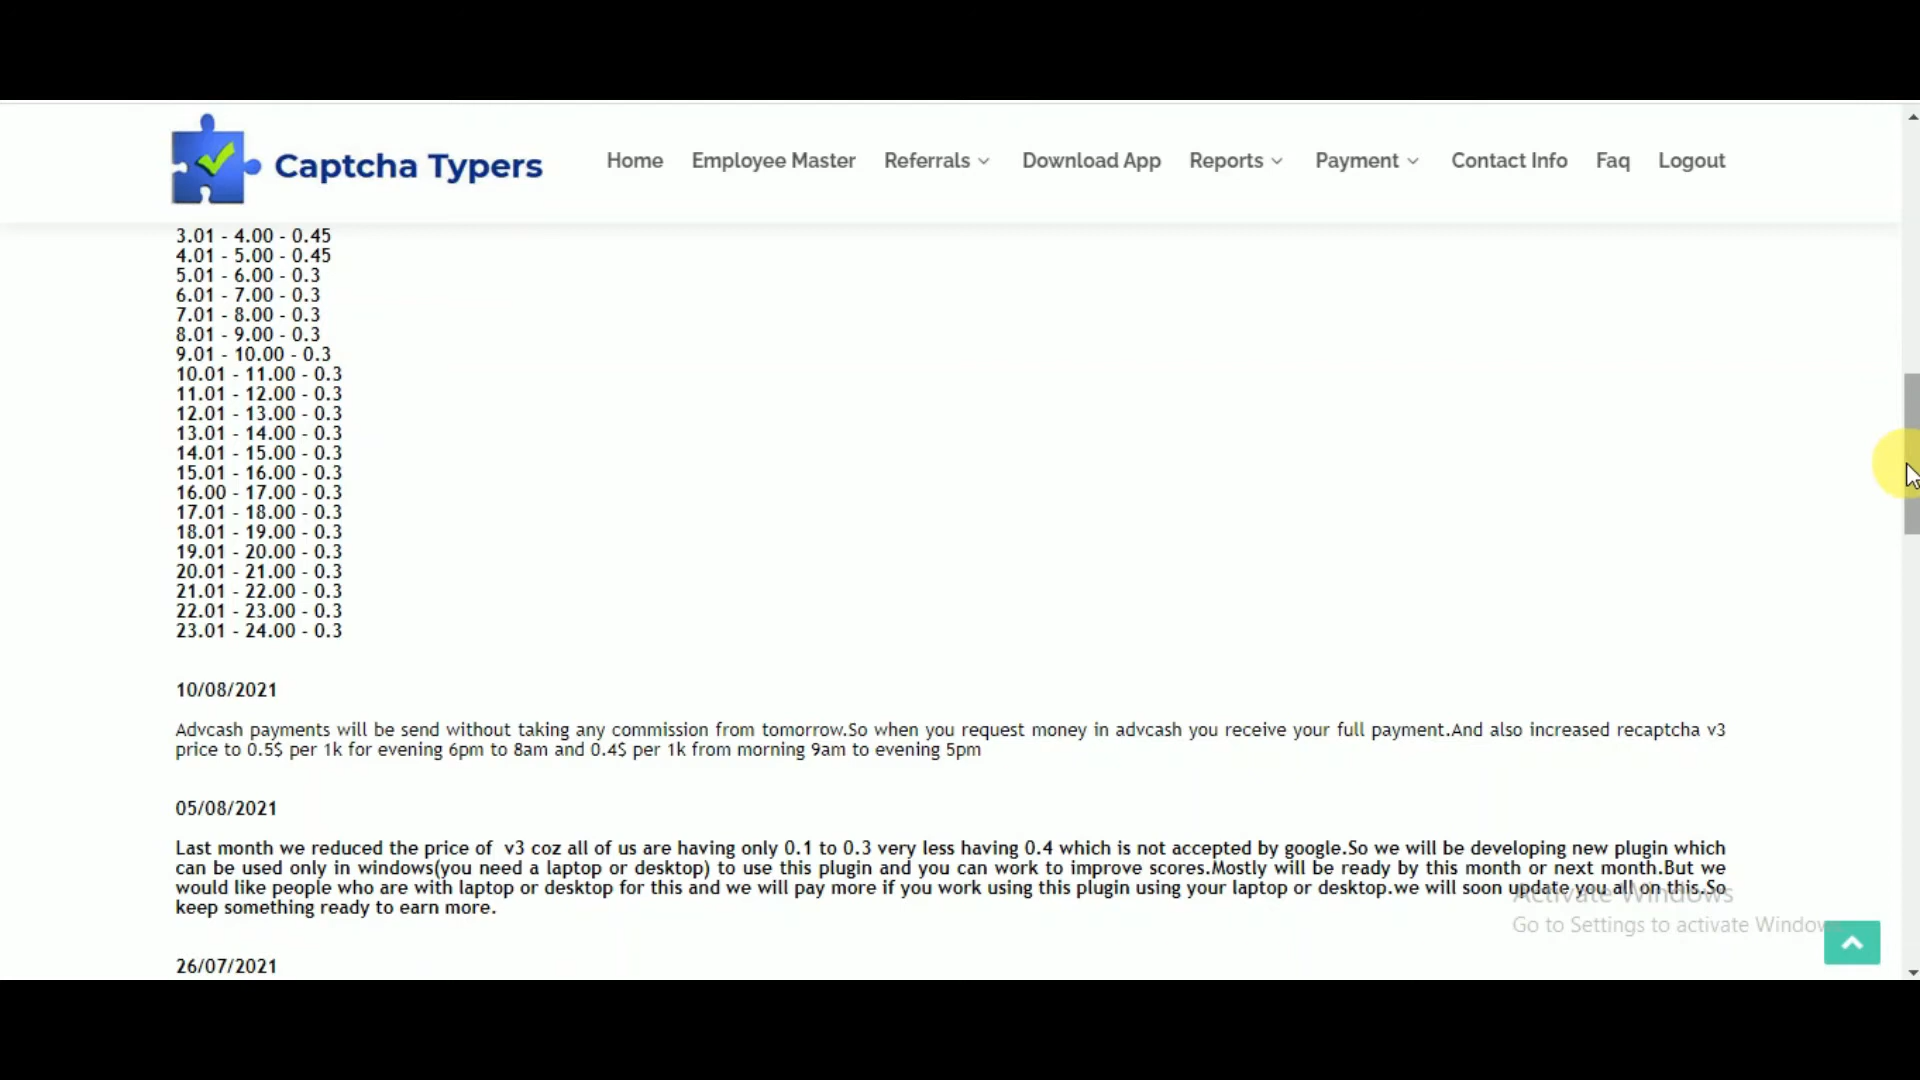 Captcha Typers
Home Employee Master Referrals Download App Reports Payment Contact Info Faq Logout
3.01 - 4.00 - 0.45
4.01 - 5.00 - 0.45
5.01 - 6.00 - 0.3
6.01 - 7.00 - 0.3
7.01 - 8.00 - 0.3
8.01 - 9.00 - 0.3
9.01 - 10.00 - 0.3
10.01 - 11.00 - 0.3
11.01 - 12.00 - 0.3
12.01 - 13.00 - 0.3
13.01 - 14.00 - 0.3
14.01 - 15.00 - 0.3
15.01 - 16.00 - 0.3
16.00 - 17.00 - 0.3
17.01 - 18.00 - 0.3
18.01 - 19.00 - 0.3
19.01 - 20.00 - 0.3
20.01 - 21.00 - 0.3
21.01 - 22.00 - 0.3
22.01 - 23.00 - 0.3
23.01 - 24.00 - 0.3
10/08/2021
Advcash payments will be send without taking any commission from tomorrow.So when you request money in advcash you receive your full payment.And also increased recaptcha v3
price to 0.5$ per 1k for evening 6pm to 8am and 0.4$ per 1k from morning 9am to evening 5pm
05/08/2021
Last month we reduced the price of v3 coz all of us are having only 0.1 to 0.3 very less having 0.4 which is not accepted by google.So we will be developing new plugin which
can be used only in windows(you need a laptop or desktop) to use this plugin and you can work to improve scores.Mostly will be ready by this month or next month.But we
would like people who are with laptop or desktop for this and we will pay more if you work using this plugin using your laptop or desktop.we will soon update you all on this.So
keep something ready to earn more.
Activate Windows
Go to Settings to activate Windows.
26/07/2021